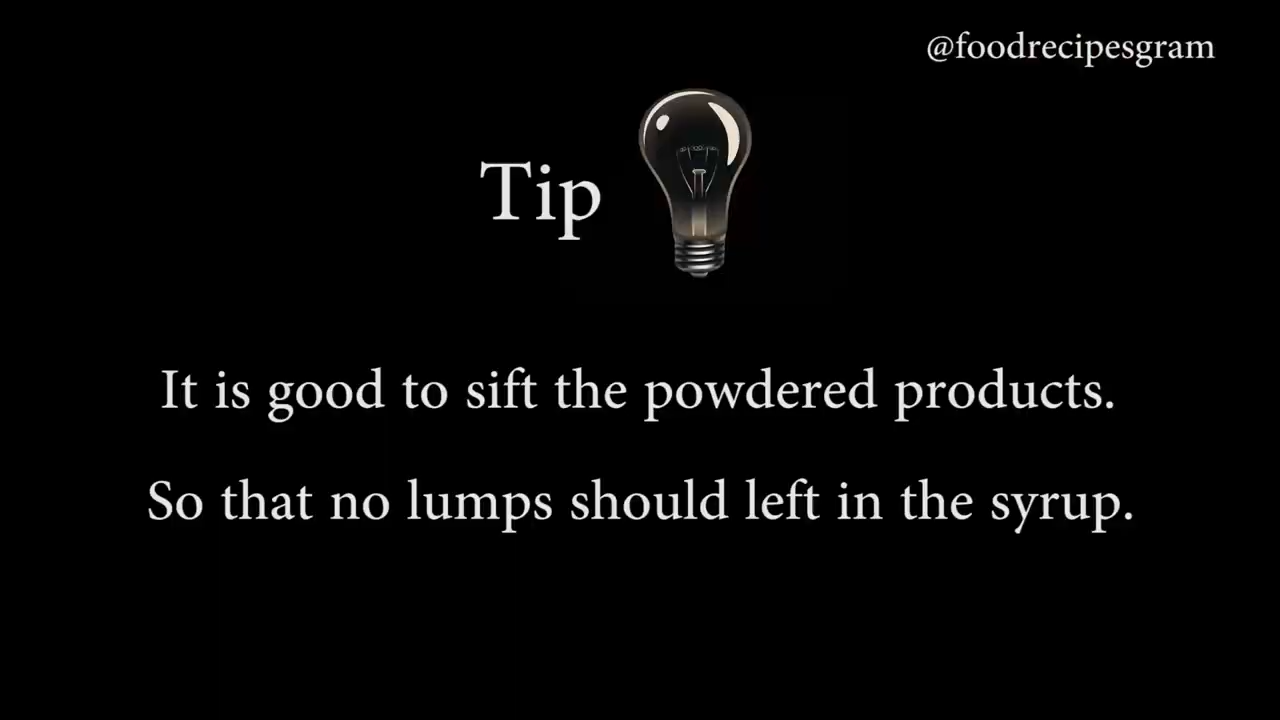 @foodrecipesgram
Tip
It is good to sift the powdered products.
So that no lumps should left in the syrup.